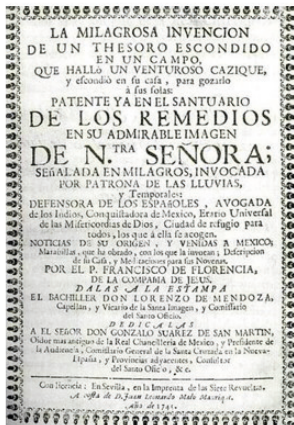 LA MILAGROSA INVENCION
DE UN THESORO ESCONDIDO
EN UN CAMPO,
QUE HALLÒ UN VENTUROSO CAZIQUE,
y escondiò en su casa, para gozarlo
à sus solas:
PATENTE YA EN EL SANTUARIO
DE LOS REMEDIOS
EN SU ADMIRABLE IMAGEN
DE N.TRA SEÑORA;
SEñALADA EN MILAGROS, INVOCADA
POR PATRONA DE LAS LLUVIAS,
y Temporales:
DEFENSORA DE LOS ESPAÑOLES, AVOGADA
de los Indios, Conquistadora de Mexico, Erario Universal
de las Misericordias de Dios, Ciudad de refugio para
todos, los que à ella se acogen.
NOTICIAS DE SU ORIGEN, Y VENIDAS A MEXICO;
Maravillas, que ha obrado, con los que la invocan; Descripcion
de su Casa, y Meditaciones para sus Novenas
POR EL P. FRANCISCO DE FLORENCIA,
DE LA COMPAñIA DE JESUS.
DALAS A LA ESTAMPA
EL BACHILLER DON LORENZO DE MENDOZA,
Capellan, y Vicario de la Santa Imagen, y Comissario
del Santo Oficio.
DEDICALAS
A EL SEÑOR DON GONZALO SUAREZ DE SAN MARTIN,
Oidor mas antiguo de la Real Chancilleria de Mexico, y Presidente de
la Audiencia, Comissario General de la Santa Cruzada en la Nueva-
España, y Provincias adyacentes, Consultor
del Santo Oficio, &c.
Con licencia: En Sevilla, en la Imprenta de las Siete Revueltas.
A costa de D. Juan Leonardo Malo Manrique.
Año de 1745.